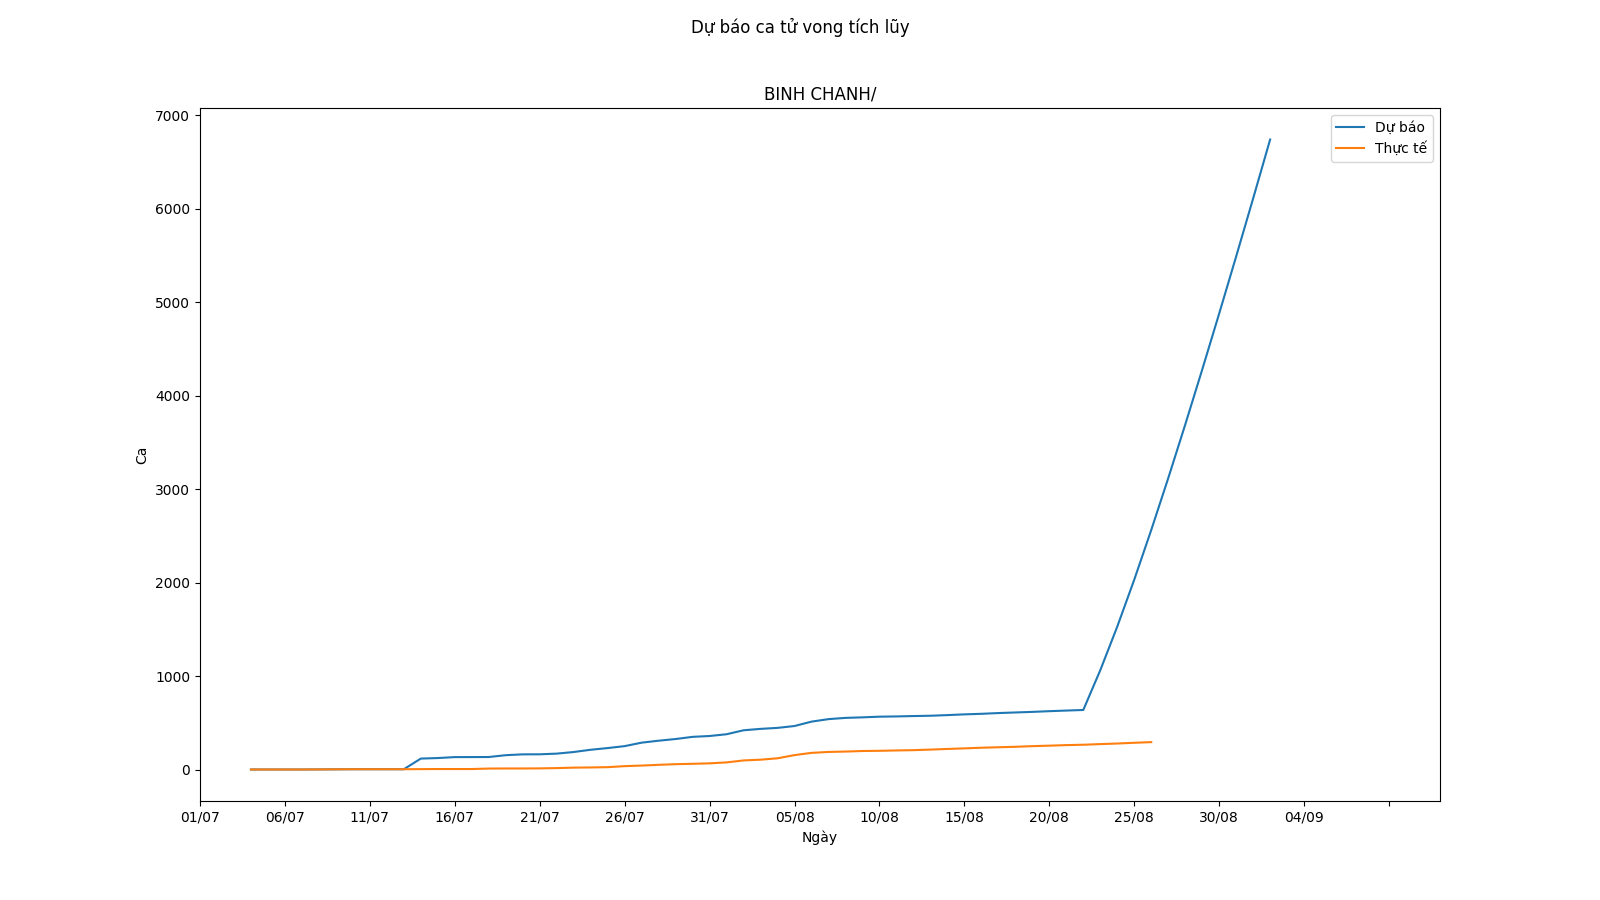 Dự báo ca tử vong tích lũy
BINH CHANH/
Dự báo
Thực tế
Ca
7000
6000
5000
4000
3000
2000
1000
0
01/07 06/07 11/07 16/07 21/07 26/07 31/07 05/08 10/08 15/08 20/08 25/08 30/08 04/09
Ngày